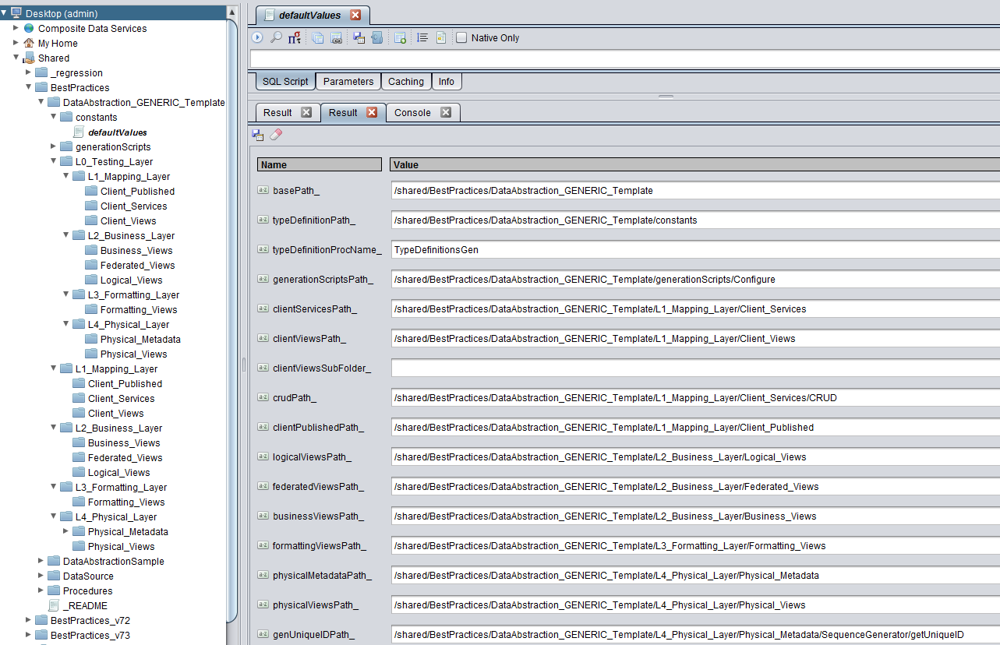 Desktop (admin)
Composite Data Services
My Home
Shared
_regression
BestPractices
DataAbstraction_GENERIC_Template
constants
defaultValues
generationScripts
L0_Testing_Layer
L1_Mapping_Layer
Client_Published
Client_Services
Client_Views
L2_Business_Layer
Business_Views
Federated_Views
Logical_Views
L3_Formatting_Layer
Formatting_Views
L4_Physical_Layer
Physical_Metadata
Physical_Views
L1_Mapping_Layer
Client_Published
Client_Services
Client_Views
L2_Business_Layer
Business_Views
Federated_Views
Logical_Views
L3_Formatting_Layer
Formatting_Views
L4_Physical_Layer
Physical_Metadata
Physical_Views
DataAbstractionSample
DataSource
Procedures
_README
BestPractices_v72
BestPractices_v73
defaultValues
Native Only
SQL Script Parameters Caching Info
Result Result Console
Name Value
a-z basePath_ /shared/BestPractices/DataAbstraction_GENERIC_Template
a-z typeDefinitionPath_ /shared/BestPractices/DataAbstraction_GENERIC_Template/constants
a-z typeDefinitionProcName_ TypeDefinitionsGen
a-z generationScriptsPath_ /shared/BestPractices/DataAbstraction_GENERIC_Template/generationScripts/Configure
a-z clientServicesPath_ /shared/BestPractices/DataAbstraction_GENERIC_Template/L1_Mapping_Layer/Client_Services
a-z clientViewsPath_ /shared/BestPractices/DataAbstraction_GENERIC_Template/L1_Mapping_Layer/Client_Views
a-z clientViewsSubFolder_
a-z crudPath_ /shared/BestPractices/DataAbstraction_GENERIC_Template/L1_Mapping_Layer/Client_Services/CRUD
a-z clientPublishedPath_ /shared/BestPractices/DataAbstraction_GENERIC_Template/L1_Mapping_Layer/Client_Published
a-z logicalViewsPath_ /shared/BestPractices/DataAbstraction_GENERIC_Template/L2_Business_Layer/Logical_Views
a-z federatedViewsPath_ /shared/BestPractices/DataAbstraction_GENERIC_Template/L2_Business_Layer/Federated_Views
a-z businessViewsPath_ /shared/BestPractices/DataAbstraction_GENERIC_Template/L2_Business_Layer/Business_Views
a-z formattingViewsPath_ /shared/BestPractices/DataAbstraction_GENERIC_Template/L3_Formatting_Layer/Formatting_Views
a-z physicalMetadataPath_ /shared/BestPractices/DataAbstraction_GENERIC_Template/L4_Physical_Layer/Physical_Metadata
a-z physicalViewsPath_ /shared/BestPractices/DataAbstraction_GENERIC_Template/L4_Physical_Layer/Physical_Views
a-z genUniqueIDPath_ /shared/BestPractices/DataAbstraction_GENERIC_Template/L4_Physical_Layer/Physical_Metadata/SequenceGenerator/getUniqueID